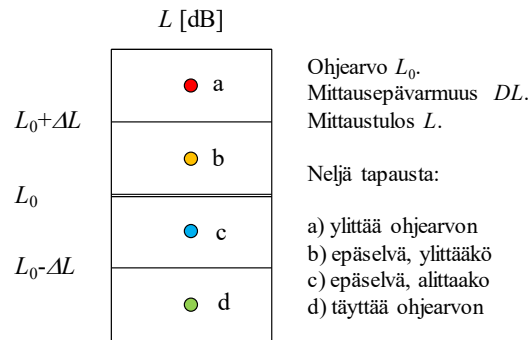 L [dB]
a
L₀+ΔL
b
L₀
c
L₀-ΔL
d
Ohjearvo L₀.
Mittausepävarmuus DL.
Mittaustulos L.
Neljä tapausta:
a) ylittää ohjearvon
b) epäselvä, ylittääkö
c) epäselvä, alittaako
d) täyttää ohjearvon